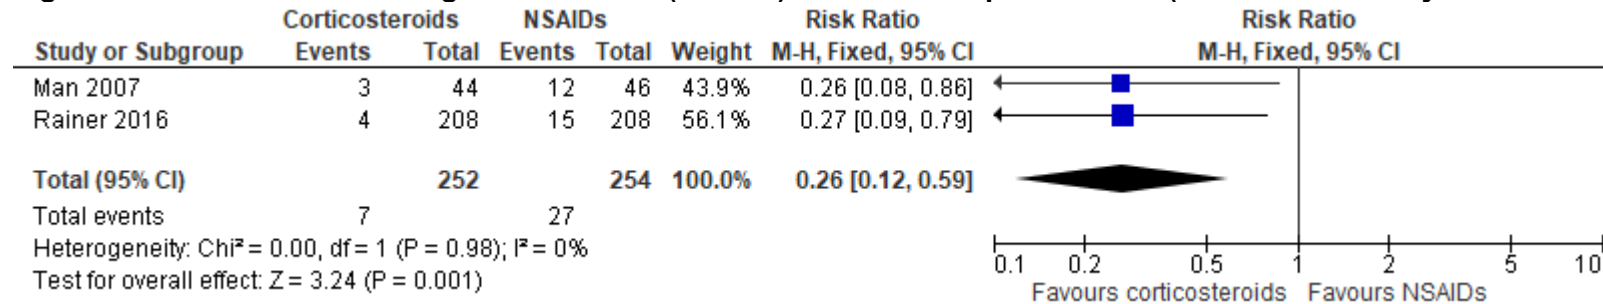 Corticosteroids NSAIDs Risk Ratio Risk Ratio
Study or Subgroup Events Total Events Total Weight M-H, Fixed, 95% CI M-H, Fixed, 95% CI
Man 2007 3 44 12 46 43.9% 0.26 [0.08, 0.86]
Rainer 2016 4 208 15 208 56.1% 0.27 [0.09, 0.79]
Total (95% CI) 252 254 100.0% 0.26 [0.12, 0.59]
Total events 7 27
Heterogeneity: Chi² = 0.00, df = 1 (P = 0.98); I² = 0%
Test for overall effect: Z = 3.24 (P = 0.001)
0.1 0.2 0.5 1 2 5 10
Favours corticosteroids Favours NSAIDs